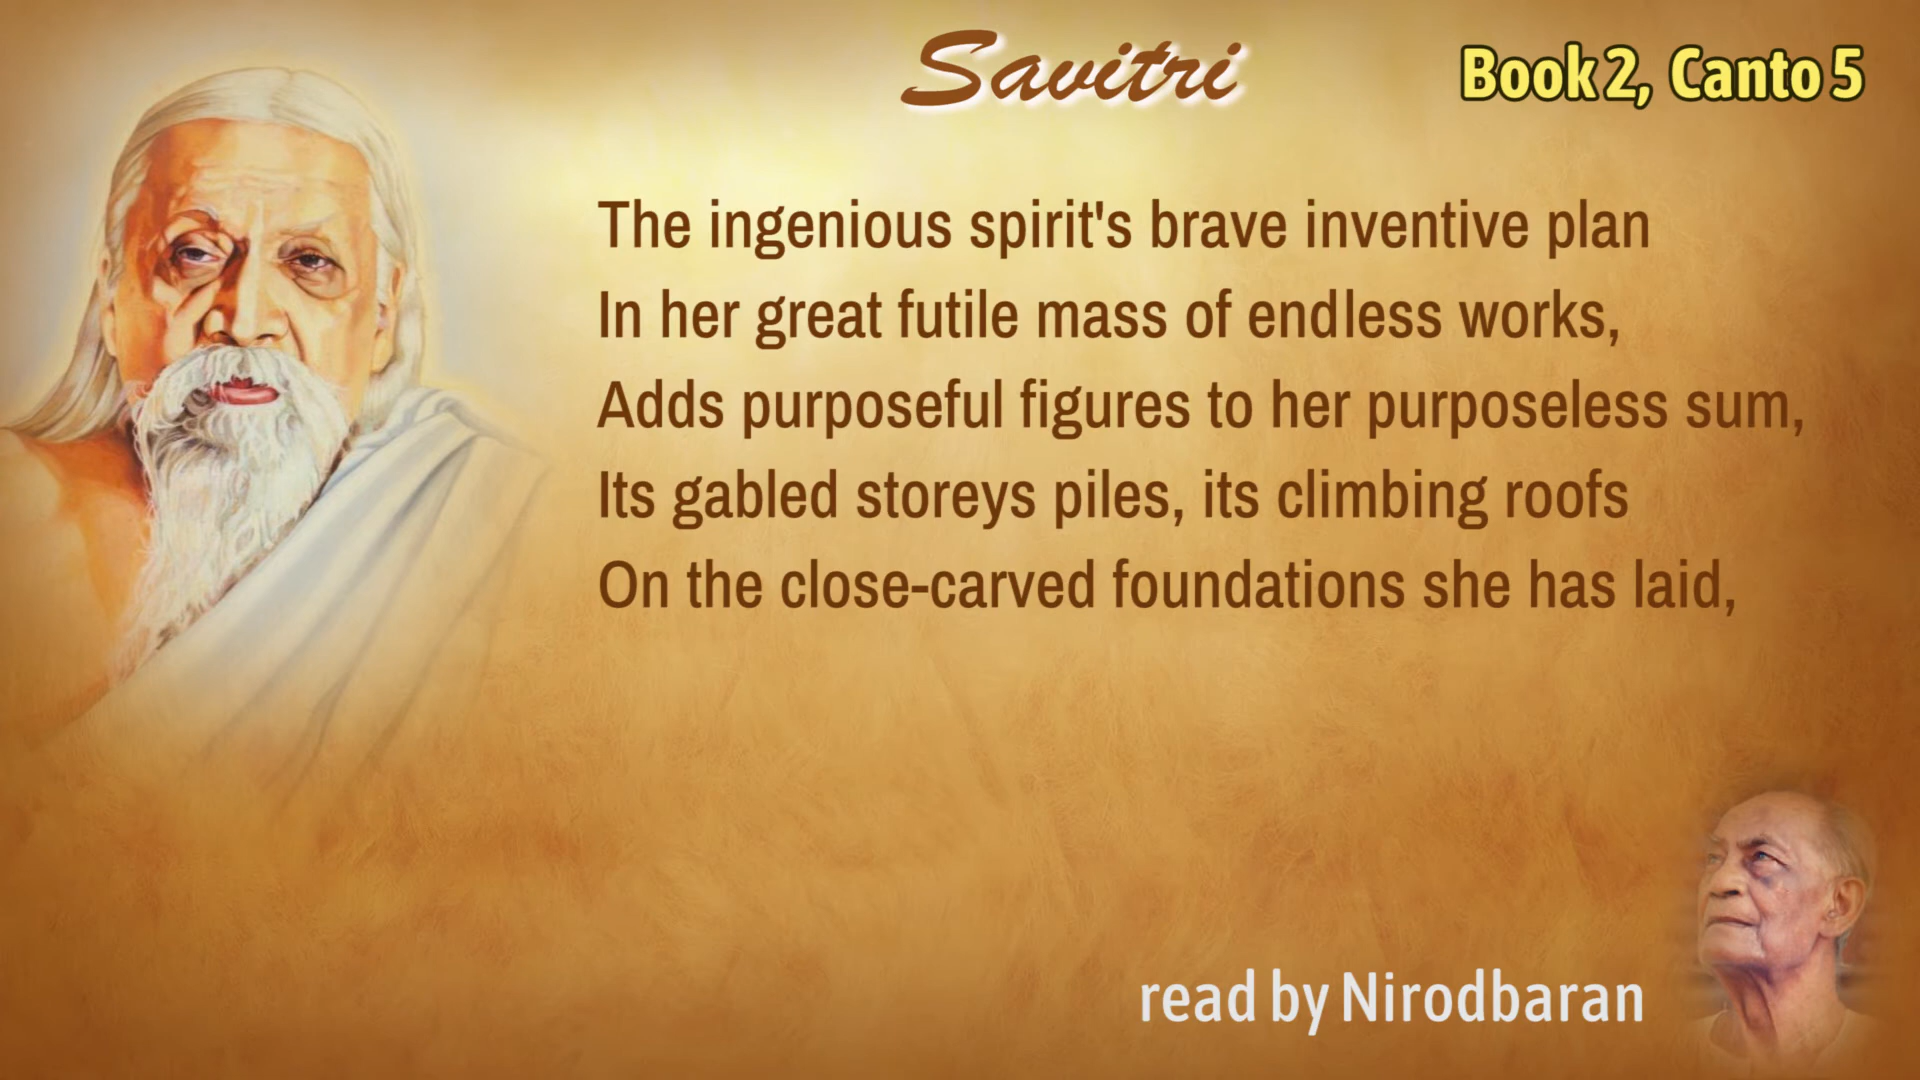 Savitri
Book 2, Canto 5
The ingenious spirit's brave inventive plan
In her great futile mass of endless works,
Adds purposeful figures to her purposeless sum,
Its gabled storeys piles, its climbing roofs
On the close-carved foundations she has laid,
read by Nirodbaran